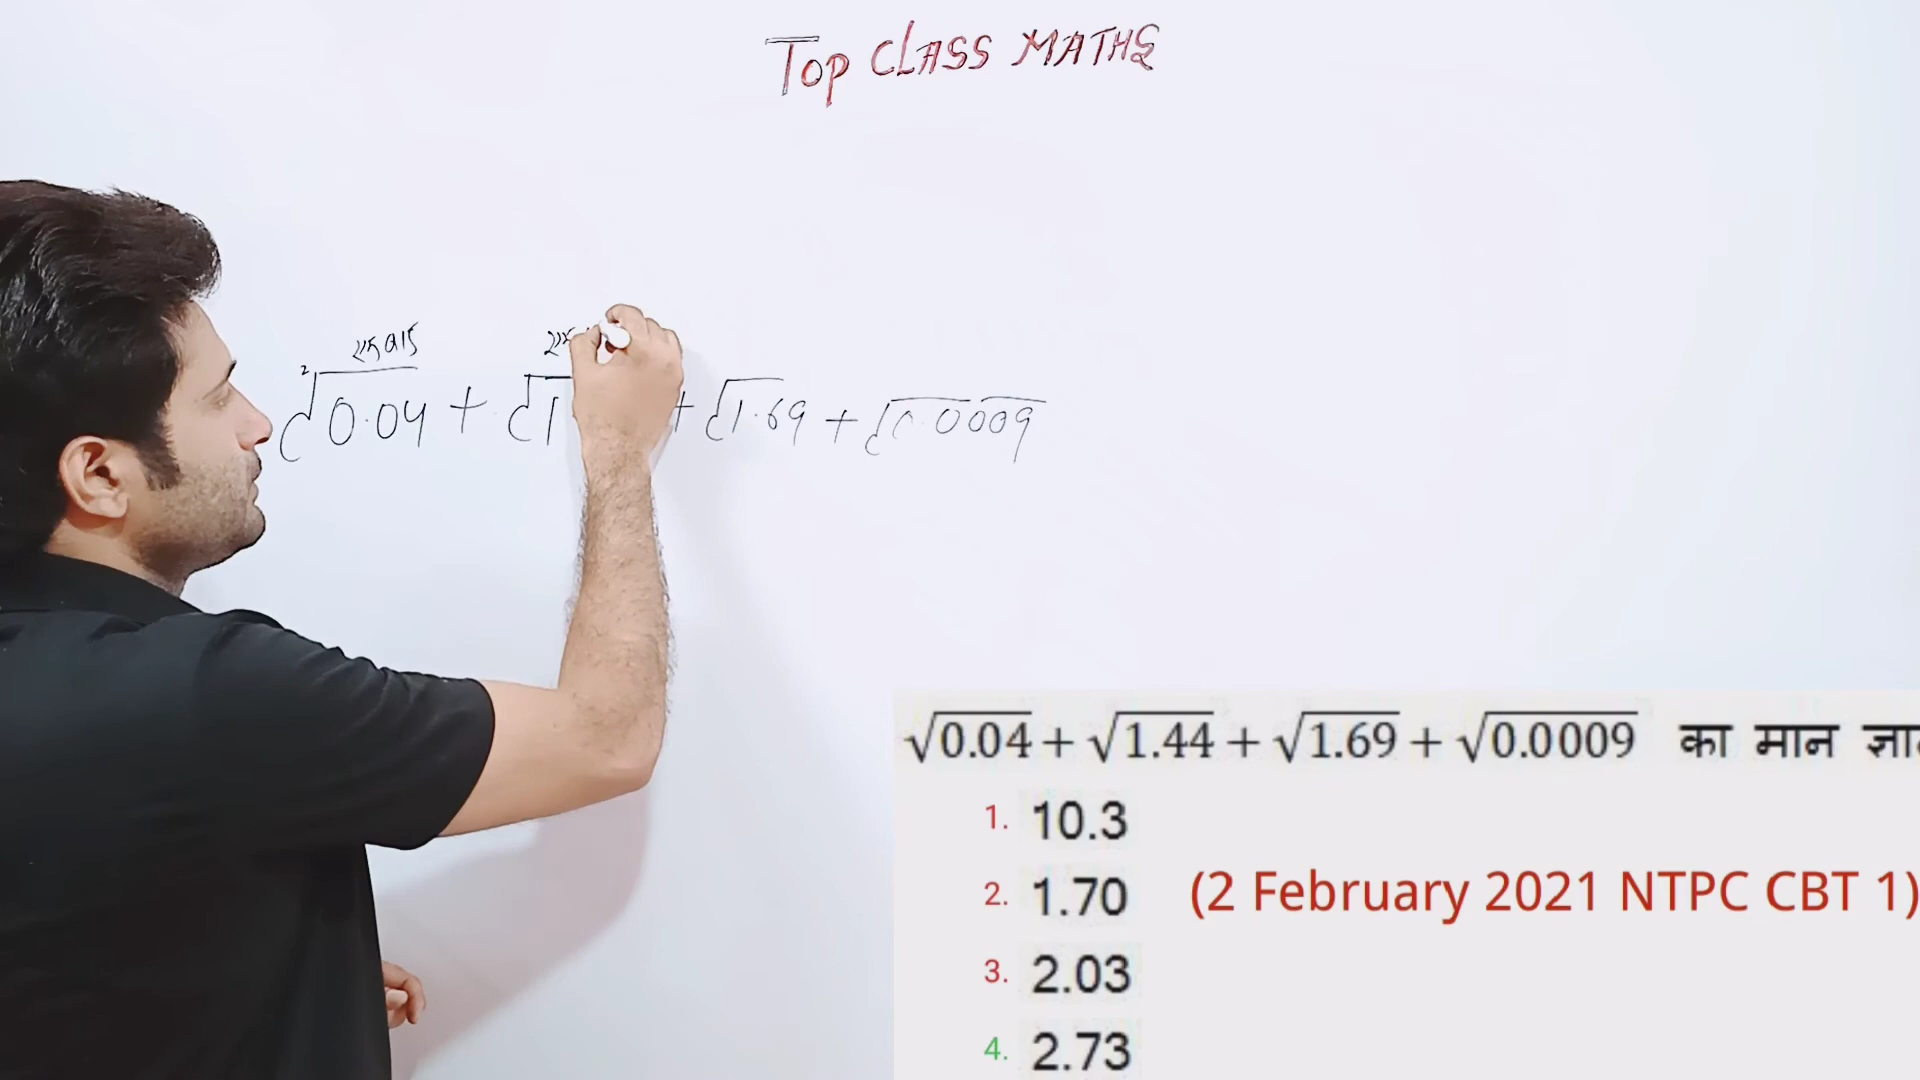 TOP CLASS MATHS
²√0.04 + √1 + √1.69 + √0.0009
√0.04 + √1.44 + √1.69 + √0.0009 का मान
1. 10.3
2. 1.70 (2 February 2021 NTPC CBT 1)
3. 2.03
4. 2.73